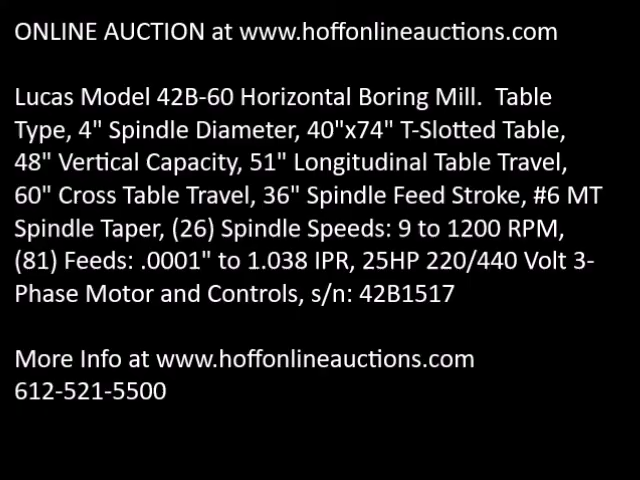 ONLINE AUCTION at www.hoffonlineauctions.com
Lucas Model 42B-60 Horizontal Boring Mill.  Table
Type, 4" Spindle Diameter, 40"x74" T-Slotted Table,
48" Vertical Capacity, 51" Longitudinal Table Travel,
60" Cross Table Travel, 36" Spindle Feed Stroke, #6 MT
Spindle Taper, (26) Spindle Speeds: 9 to 1200 RPM,
(81) Feeds: .0001" to 1.038 IPR, 25HP 220/440 Volt 3-
Phase Motor and Controls, s/n: 42B1517
More Info at www.hoffonlineauctions.com
612-521-5500